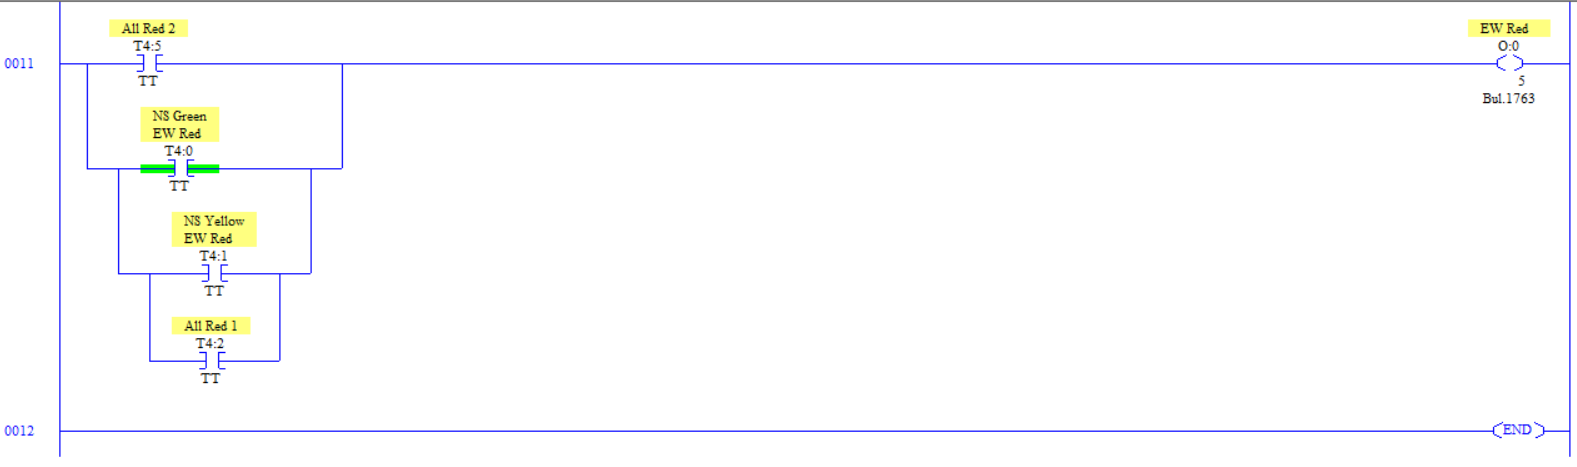 All Red 2
T4:5
0011
TT
EW Red
O:0
5
Bul.1763
NS Green
EW Red
T4:0
TT
NS Yellow
EW Red
T4:1
TT
All Red 1
T4:2
TT
0012
END